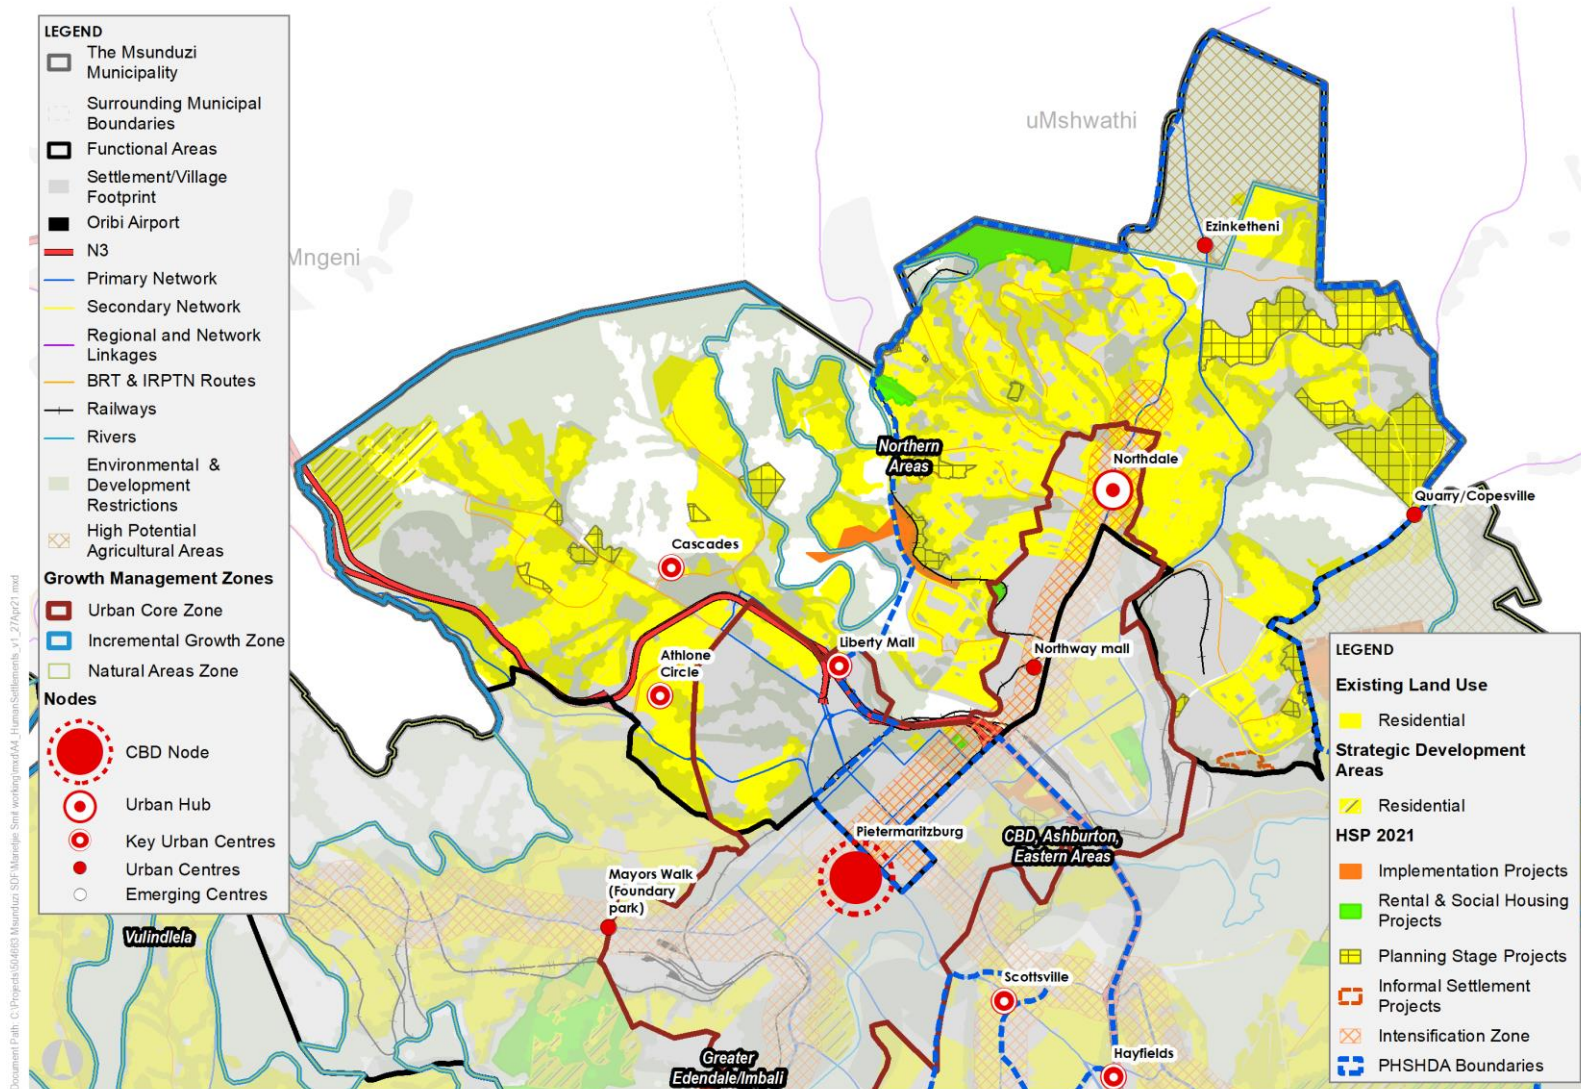 LEGEND
The Msunduzi
Municipality
Surrounding Municipal
Boundaries
Functional Areas
Settlement/Village
Footprint
Oribi Airport
N3
Primary Network
Secondary Network
Regional and Network
Linkages
BRT & IRPTN Routes
Railways
Rivers
Environmental &
Development
Restrictions
High Potential
Agricultural Areas
Growth Management Zones
Urban Core Zone
Incremental Growth Zone
Natural Areas Zone
Nodes
CBD Node
Urban Hub
Key Urban Centres
Urban Centres
Emerging Centres
Mngeni
uMshwathi
Ezinketheni
Northern
Areas
Northdale
Quarry/Copesville
Cascades
Athlone
Circle
Liberty Mall
Northway mall
Pietermaritzburg
CBD, Ashburton,
Eastern Areas
Mayors Walk
(Foundary
park)
Vulindlela
Scottsville
Hayfields
Greater
Edendale/Imbali
LEGEND
Existing Land Use
Residential
Strategic Development
Areas
Residential
HSP 2021
Implementation Projects
Rental & Social Housing
Projects
Planning Stage Projects
Informal Settlement
Projects
Intensification Zone
PHSHDA Boundaries